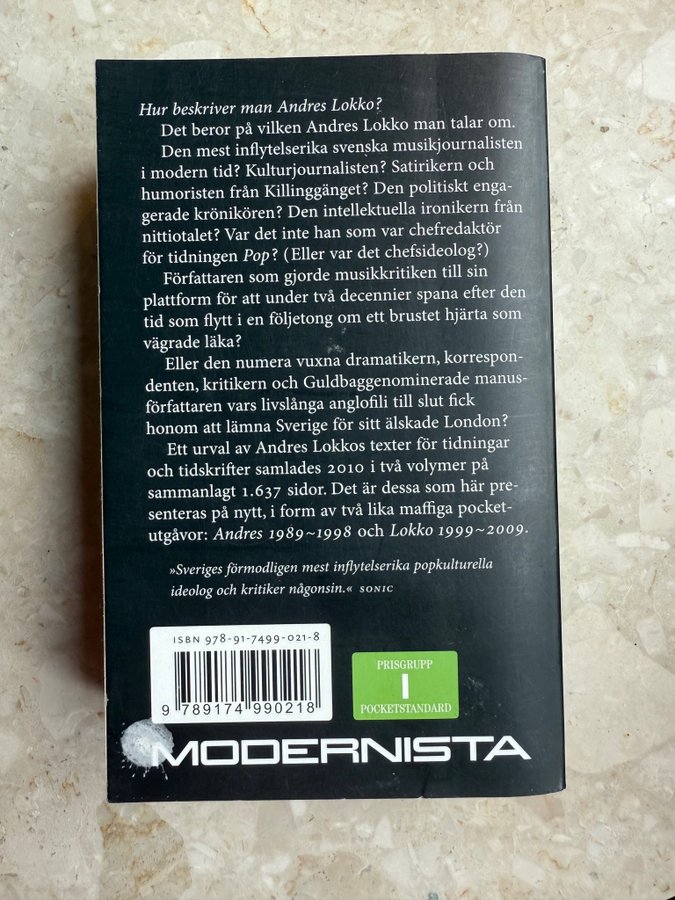 Hur beskriver man Andres Lokko?
Det beror på vilken Andres Lokko man talar om.
Den mest inflytelserika svenska musikjournalisten
i modern tid? Kulturjournalisten? Satirikern och
humoristen från Killinggänget? Den politiskt enga-
gerade krönikören? Den intellektuella ironikern från
nittiotalet? Var det inte han som var chefredaktör
för tidningen Pop? (Eller var det chefsideolog?)
Författaren som gjorde musikkritiken till sin
plattform för att under två decennier spana efter den
tid som flytt i en följetong om ett brustet hjärta som
vägrade läka?
Eller den numera vuxna dramatikern, korrespon-
denten, kritikern och Guldbaggenominerade manus-
författaren vars livslånga anglofili till slut fick
honom att lämna Sverige för sitt älskade London?
Ett urval av Andres Lokkos texter för tidningar
och tidskrifter samlades 2010 i två volymer på
sammanlagt 1.637 sidor. Det är dessa som här pre-
senteras på nytt, i form av två lika maffiga pocket-
utgåvor: Andres 1989~1998 och Lokko 1999~2009.
»Sveriges förmodligen mest inflytelserika popkulturella
ideolog och kritiker någonsin.« SONIC
ISBN 978-91-7499-021-8
9 789174 990218
PRISGRUPP
I
POCKETSTANDARD
MODERNISTA